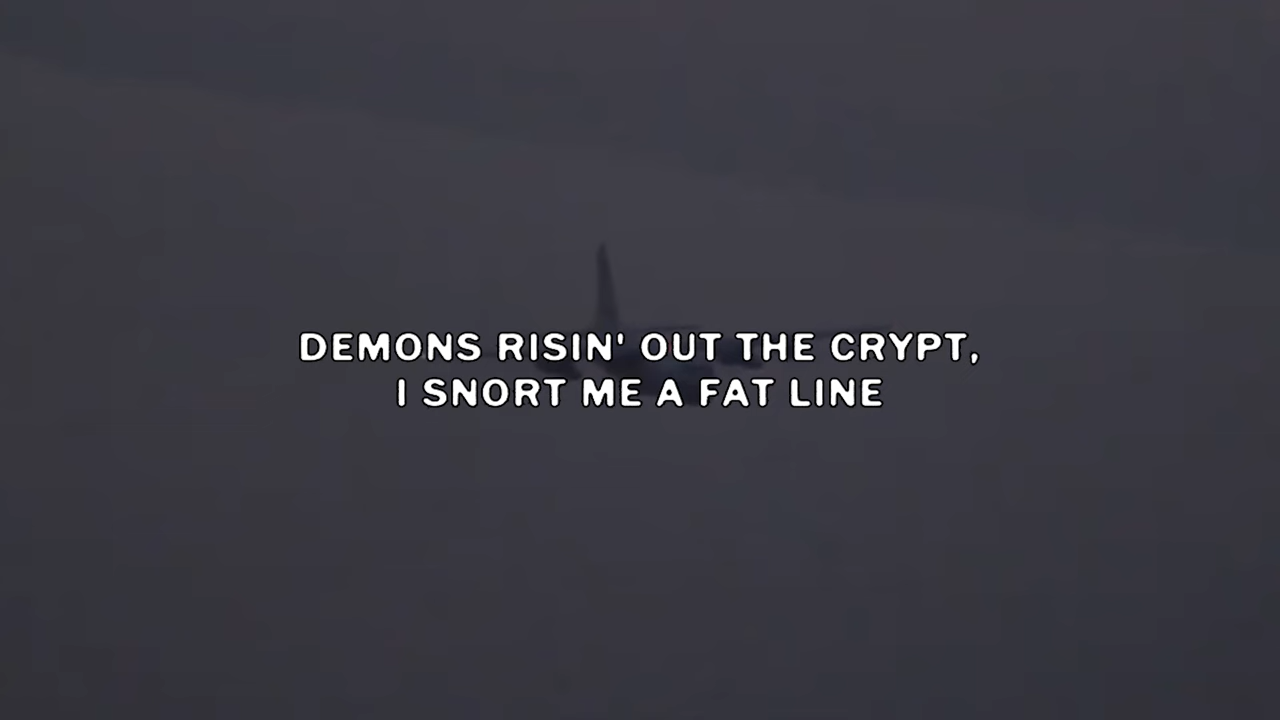 DEMONS RISIN' OUT THE CRYPT,
I SNORT ME A FAT LINE